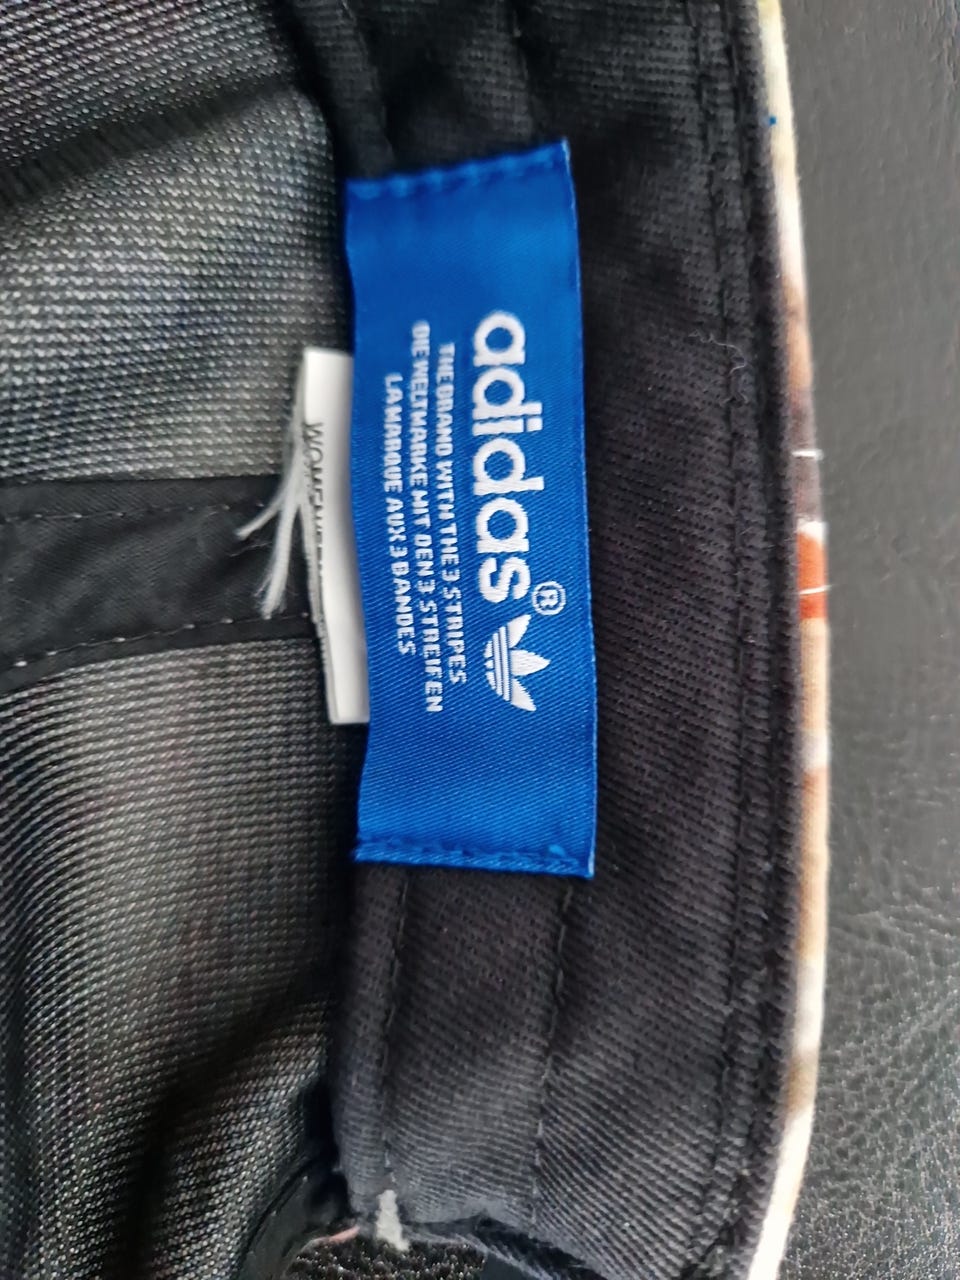 adidas®
THE BRAND WITH THE 3 STRIPES
DIE WELTMARKE MIT DEN 3 STREIFEN
LA MARQUE AUX 3 BANDES